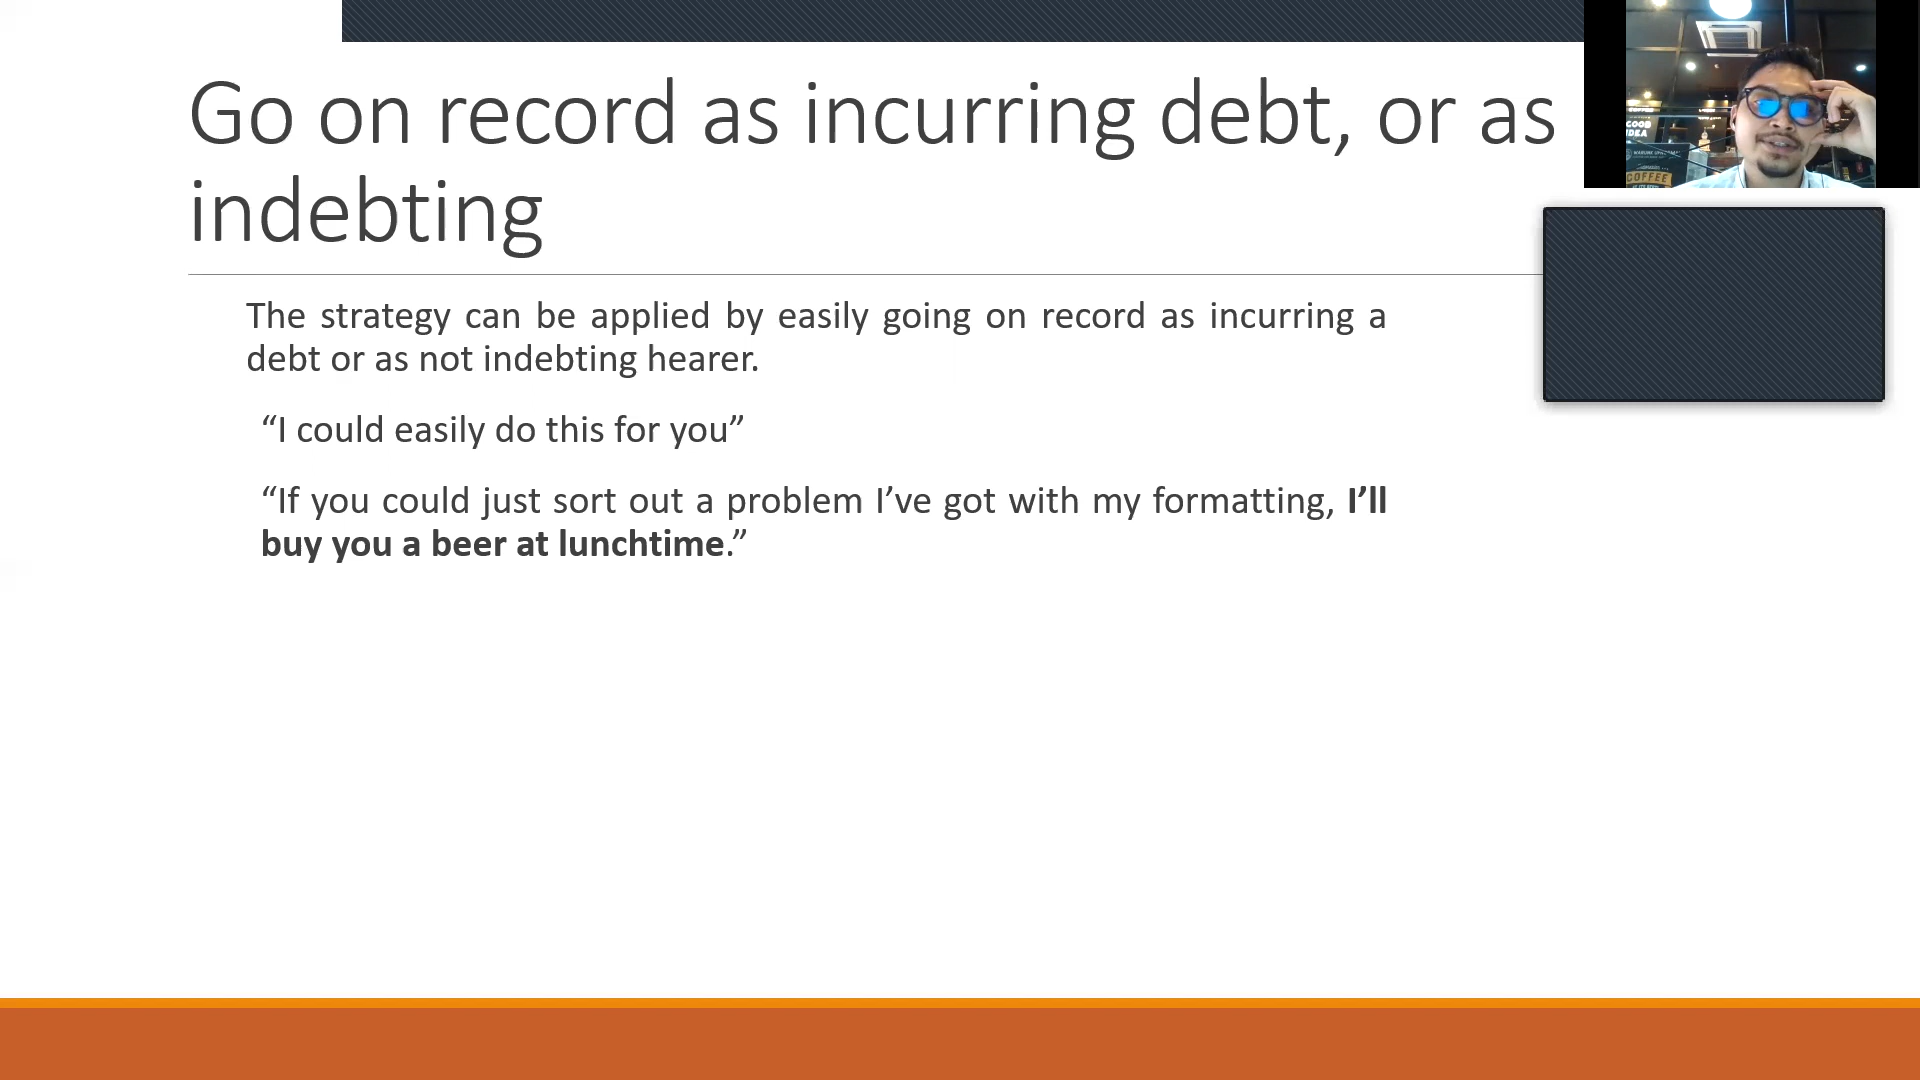 Go on record as incurring debt, or as
indebting
The strategy can be applied by easily going on record as incurring a
debt or as not indebting hearer.
“I could easily do this for you”
“If you could just sort out a problem I’ve got with my formatting, I’ll
buy you a beer at lunchtime.”
GOOD
IDEA
COFFEE